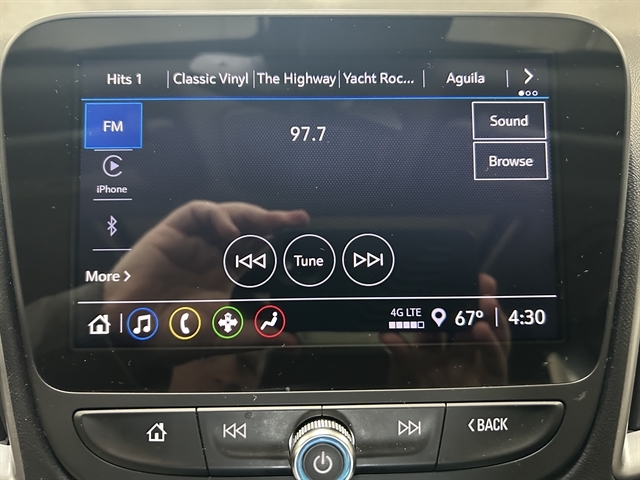 Hits 1 Classic Vinyl The Highway Yacht Roc... Aguila
FM
97.7
Sound
iPhone
Browse
Tune
More
4G LTE
67° 4:30
BACK